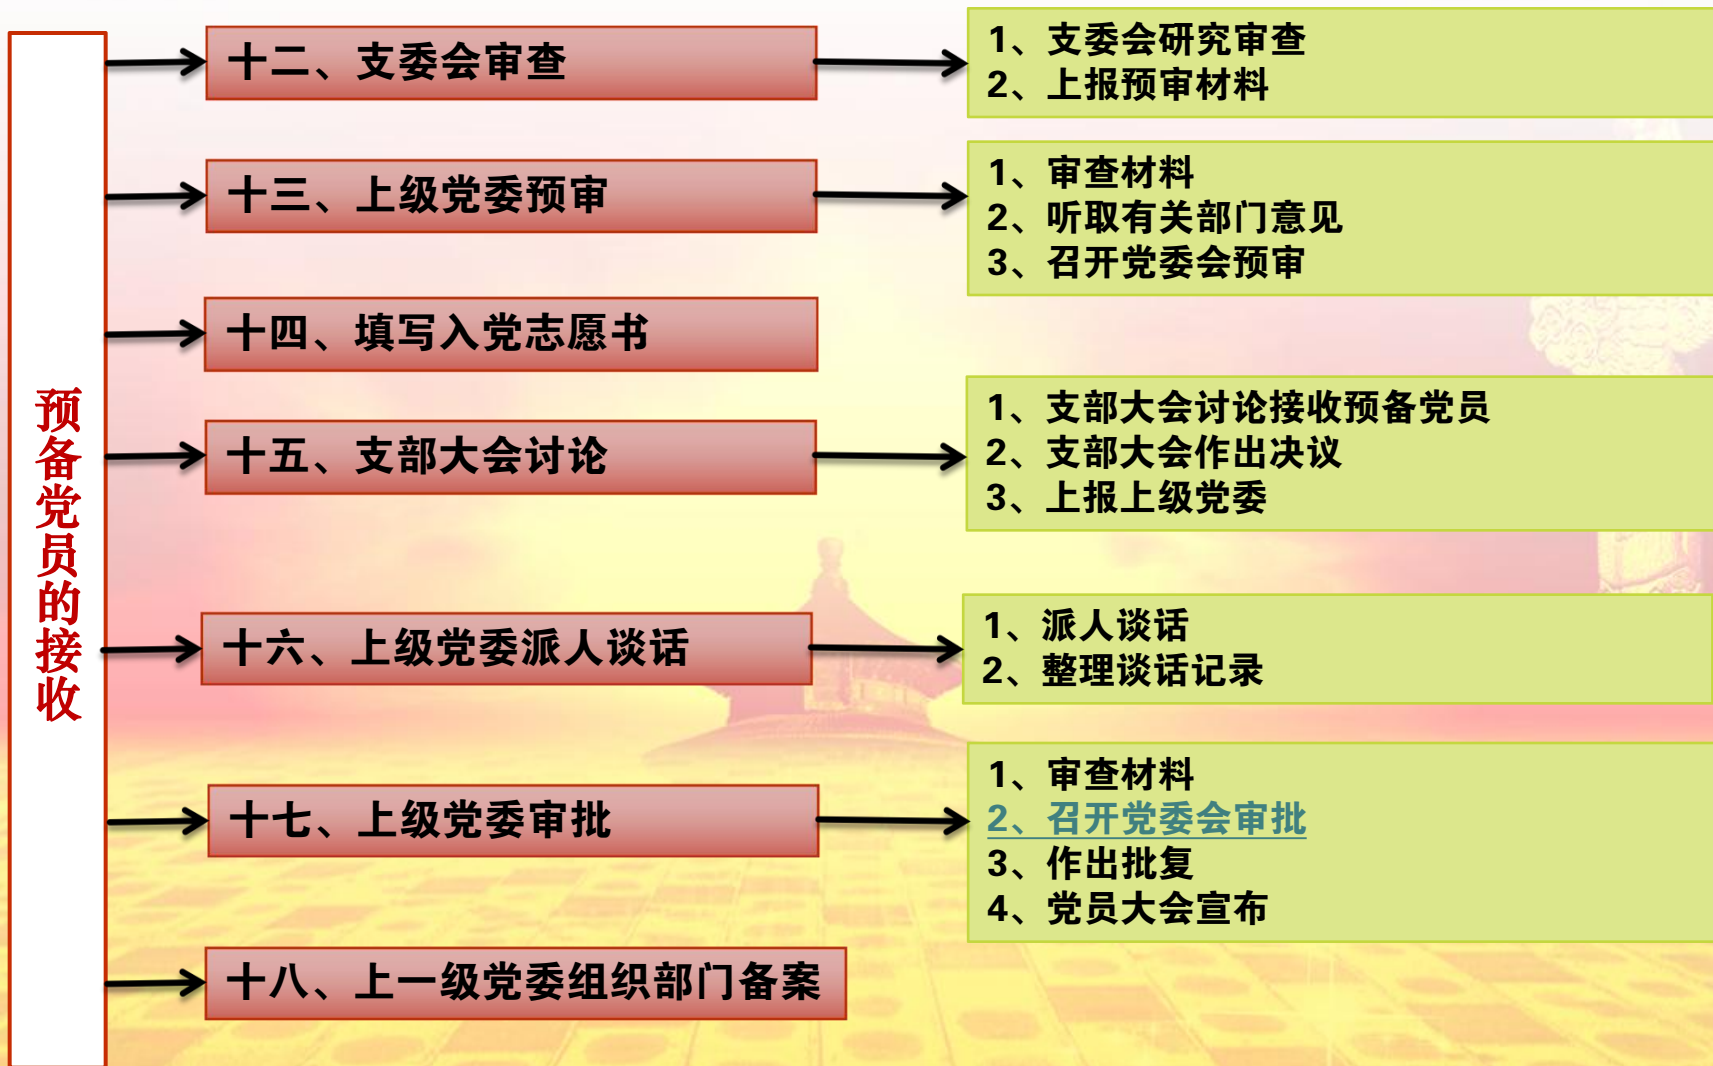 预备党员的接收
十二、支委会审查
1、支委会研究审查
2、上报预审材料
十三、上级党委预审
1、审查材料
2、听取有关部门意见
3、召开党委会预审
十四、填写入党志愿书
十五、支部大会讨论
1、支部大会讨论接收预备党员
2、支部大会作出决议
3、上报上级党委
十六、上级党委派人谈话
1、派人谈话
2、整理谈话记录
十七、上级党委审批
1、审查材料
2、召开党委会审批
3、作出批复
4、党员大会宣布
十八、上一级党委组织部门备案